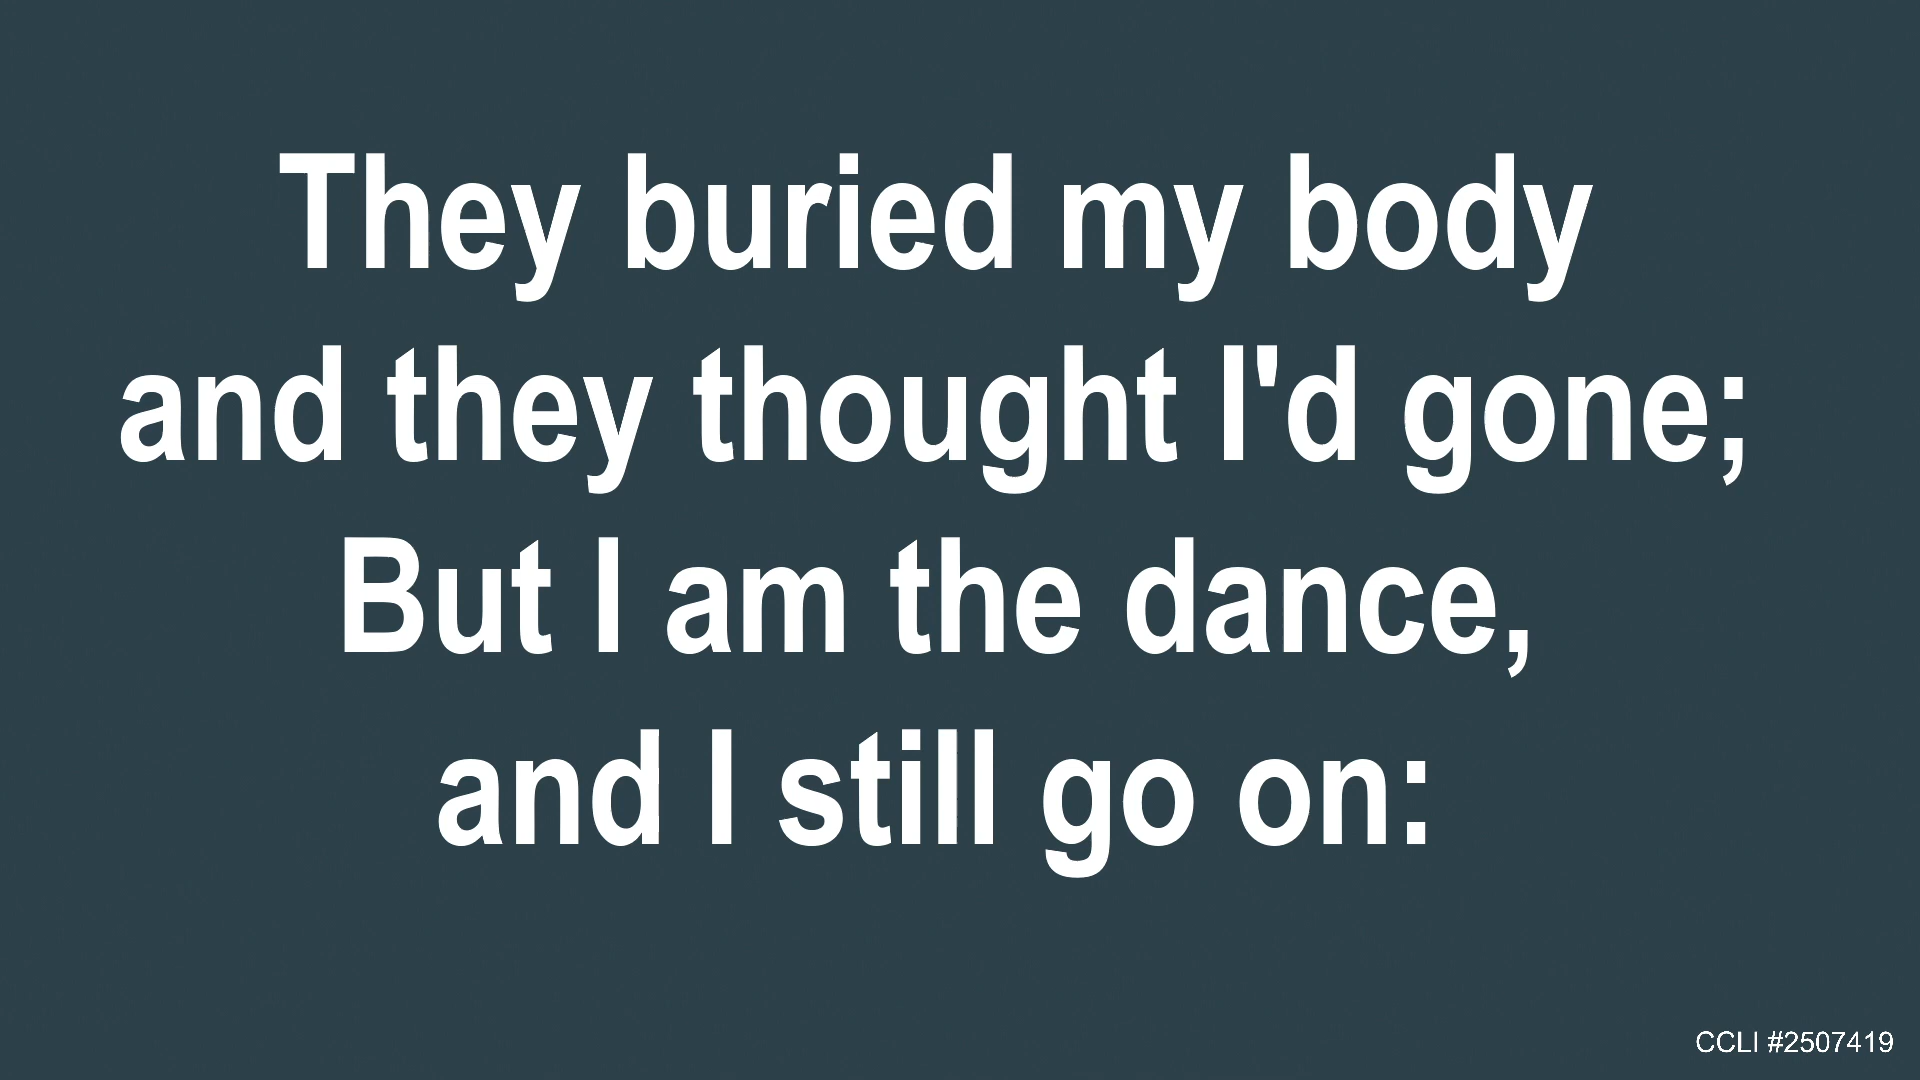 They buried my body
and they thought I'd gone;
But I am the dance,
and I still go on:
CCLI #2507419